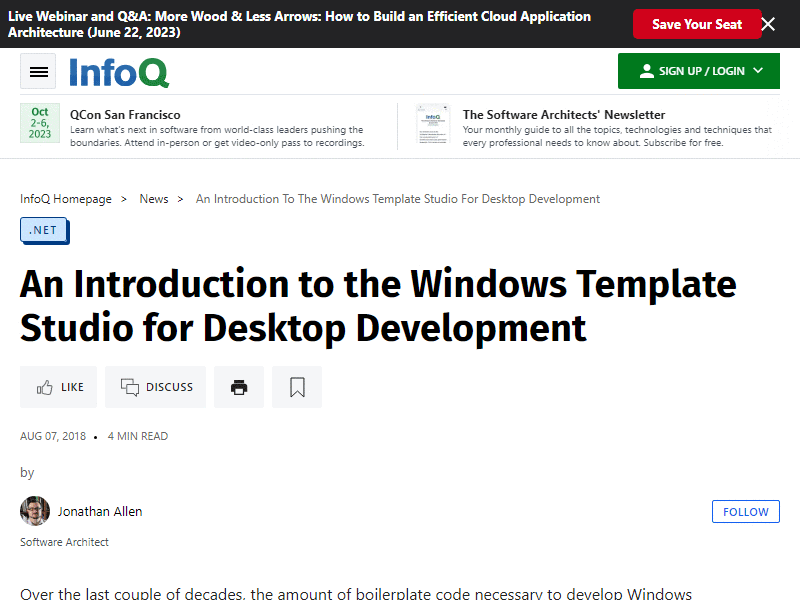 Live Webinar and Q&A: More Wood & Less Arrows: How to Build an Efficient Cloud Application
Architecture (June 22, 2023)
Save Your Seat
InfoQ
SIGN UP / LOGIN
Oct
2-6,
2023
QCon San Francisco
Learn what's next in software from world-class leaders pushing the
boundaries. Attend in-person or get video-only pass to recordings.
InfoQ
The Software Architects' Newsletter
Your monthly guide to all the topics, technologies and techniques that
every professional needs to know about. Subscribe for free.
InfoQ Homepage > News > An Introduction To The Windows Template Studio For Desktop Development
.NET
An Introduction to the Windows Template
Studio for Desktop Development
LIKE
DISCUSS
AUG 07, 2018 • 4 MIN READ
by
Jonathan Allen
FOLLOW
Software Architect
Over the last couple of decades, the amount of boilerplate code necessary to develop Windows